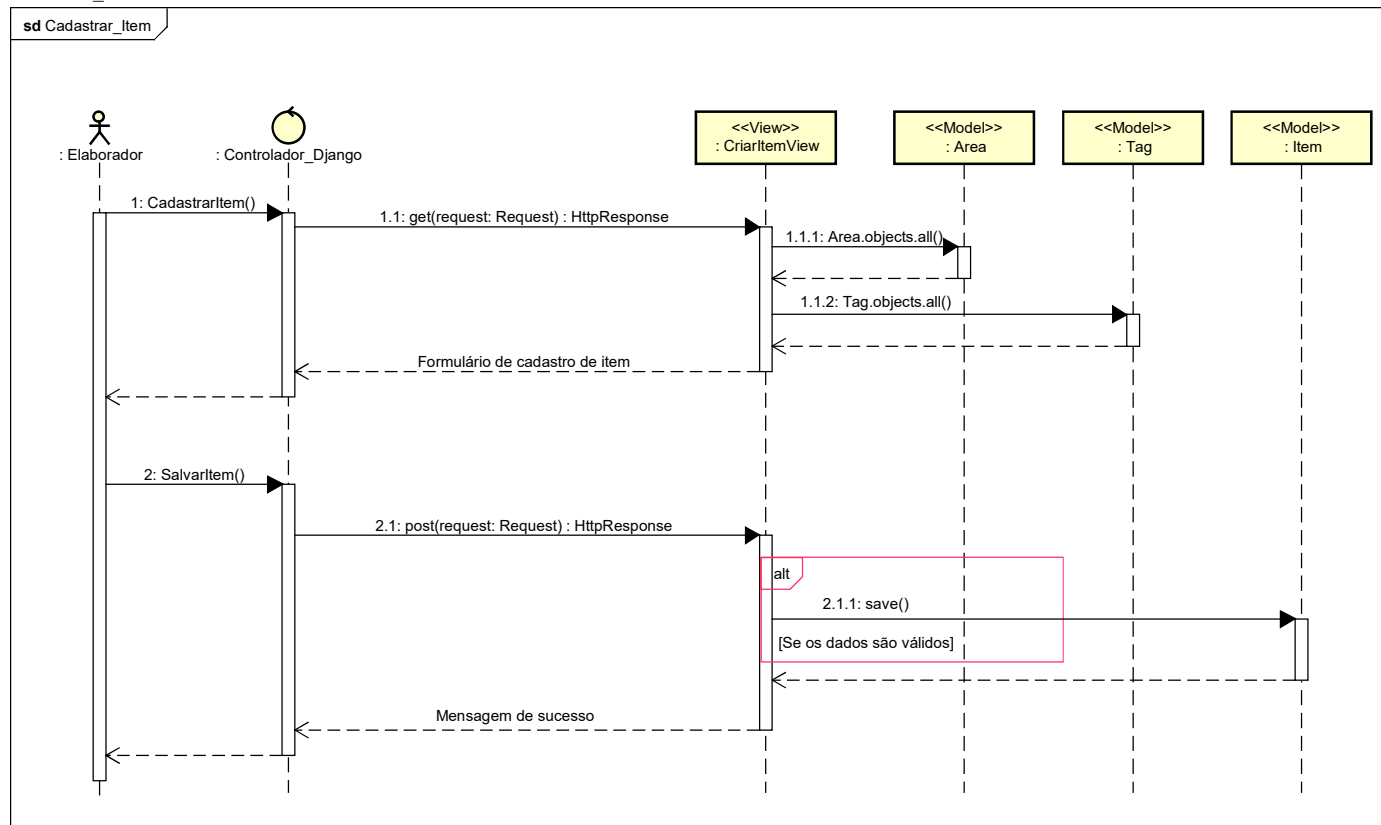 sd Cadastrar_Item
: Elaborador
: Controlador_Django
<<View>>
: CriarItemView
<<Model>>
: Area
<<Model>>
: Tag
<<Model>>
: Item
1: CadastrarItem()
1.1: get(request: Request) : HttpResponse
1.1.1: Area.objects.all()
1.1.2: Tag.objects.all()
Formulário de cadastro de item
2: SalvarItem()
2.1: post(request: Request) : HttpResponse
alt
2.1.1: save()
[Se os dados são válidos]
Mensagem de sucesso